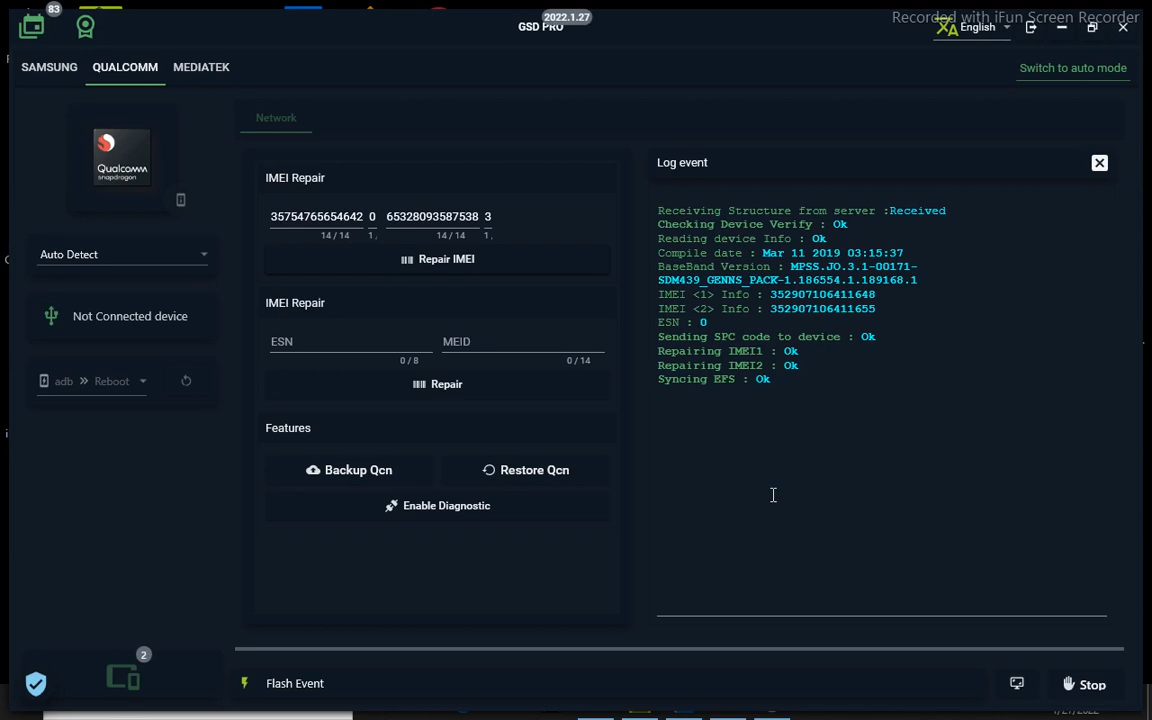 83
2022.1.27
GSD PRO
Recorded with iFun Screen Recorder
English
SAMSUNG QUALCOMM MEDIATEK
Switch to auto mode
Network
Qualcomm
snapdragon
Auto Detect
Not Connected device
adb Reboot
2
IMEI Repair
35754765654642 0 65328093587538 3
14 / 14 1 14 / 14 1
Repair IMEI
IMEI Repair
ESN MEID
0 / 8 0 / 14
Repair
Features
Backup Qcn Restore Qcn
Enable Diagnostic
Log event
Receiving Structure from server :Received
Checking Device Verify : Ok
Reading device Info : Ok
Compile date : Mar 11 2019 03:15:37
BaseBand Version : MPSS.JO.3.1-00171-
SDM439_GENNS_PACK-1.186554.1.189168.1
IMEI <1> Info : 352907106411648
IMEI <2> Info : 352907106411655
ESN : 0
Sending SPC code to device : Ok
Repairing IMEI1 : Ok
Repairing IMEI2 : Ok
Syncing EFS : Ok
Flash Event
Stop